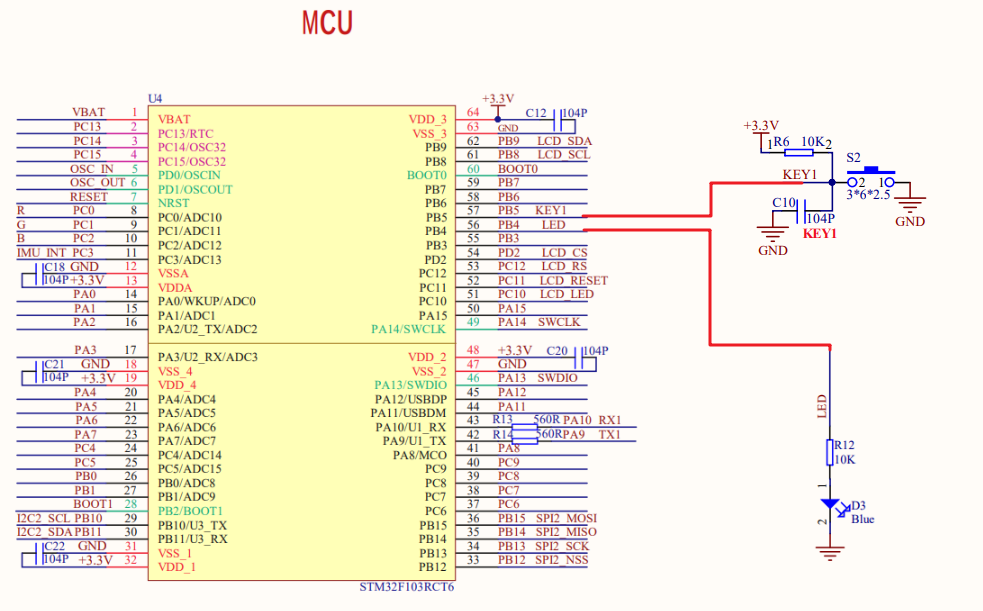 MCU
U4
+3.3V
VBAT 1 VBAT VDD_3 64 C12 104P
PC13 2 PC13/RTC VSS_3 63 GND
PC14 3 PC14/OSC32 PB9 62 PB9 LCD_SDA
PC15 4 PC15/OSC32 PB8 61 PB8 LCD_SCL
OSC_IN 5 PD0/OSCIN BOOT0 60 BOOT0
OSC_OUT 6 PD1/OSCOUT PB7 59 PB7
RESET 7 NRST PB6 58 PB6
R PC0 8 PC0/ADC10 PB5 57 PB5 KEY1
G PC1 9 PC1/ADC11 PB4 56 PB4 LED
B PC2 10 PC2/ADC12 PB3 55 PB3
IMU_INT PC3 11 PC3/ADC13 PD2 54 PD2 LCD_CS
C18 GND 12 VSSA PC12 53 PC12 LCD_RS
104P +3.3V 13 VDDA PC11 52 PC11 LCD_RESET
PA0 14 PA0/WKUP/ADC0 PC10 51 PC10 LCD_LED
PA1 15 PA1/ADC1 PA15 50 PA15
PA2 16 PA2/U2_TX/ADC2 PA14/SWCLK 49 PA14 SWCLK
PA3 17 PA3/U2_RX/ADC3 VDD_2 48 +3.3V C20 104P
C21 GND 18 VSS_4 VSS_2 47 GND
104P +3.3V 19 VDD_4 PA13/SWDIO 46 PA13 SWDIO
PA4 20 PA4/ADC4 PA12/USBDP 45 PA12
PA5 21 PA5/ADC5 PA11/USBDM 44 PA11
PA6 22 PA6/ADC6 PA10/U1_RX 43 R13 560R PA10 RX1
PA7 23 PA7/ADC7 PA9/U1_TX 42 R14 560R PA9 TX1
PC4 24 PC4/ADC14 PA8/MCO 41 PA8
PC5 25 PC5/ADC15 PC9 40 PC9
PB0 26 PB0/ADC8 PC8 39 PC8
PB1 27 PB1/ADC9 PC7 38 PC7
BOOT1 28 PB2/BOOT1 PC6 37 PC6
I2C2_SCL PB10 29 PB10/U3_TX PB15 36 PB15 SPI2_MOSI
I2C2_SDA PB11 30 PB11/U3_RX PB14 35 PB14 SPI2_MISO
C22 GND 31 VSS_1 PB13 34 PB13 SPI2_SCK
104P +3.3V 32 VDD_1 PB12 33 PB12 SPI2_NSS
STM32F103RCT6
+3.3V
1 R6 10K 2
S2
KEY1
2 1
3*6*2.5
C10
104P
GND
KEY1
GND
LED
R12
10K
1
D3
Blue
2